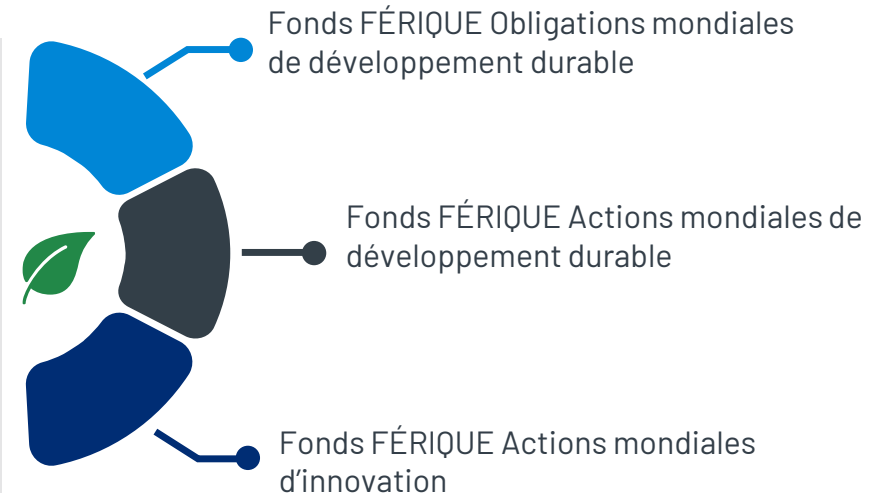 Fonds FÉRIQUE Obligations mondiales
de développement durable
Fonds FÉRIQUE Actions mondiales de
développement durable
Fonds FÉRIQUE Actions mondiales
d’innovation